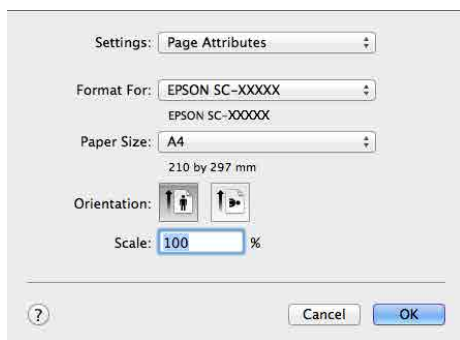 Settings: Page Attributes
Format For: EPSON SC-XXXXX
EPSON SC-XXXXX
Paper Size: A4
210 by 297 mm
Orientation:
Scale: 100 %
? Cancel OK